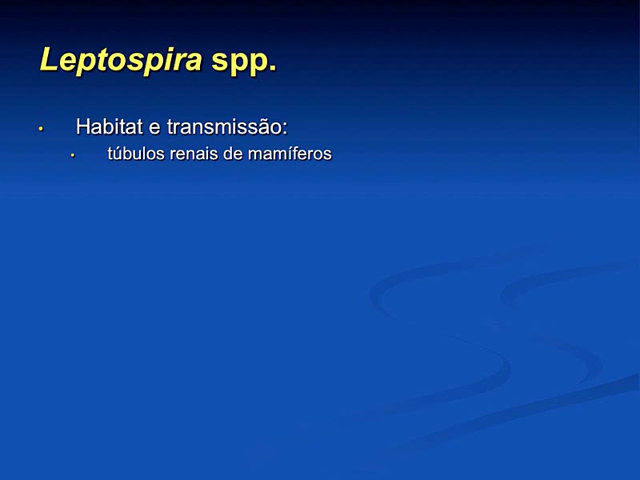 Leptospira spp.
• Habitat e transmissão:
• túbulos renais de mamíferos